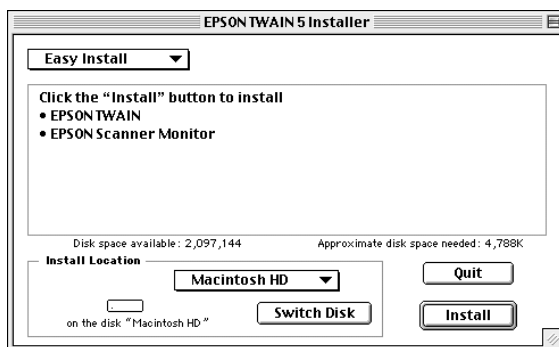 EPSON TWAIN 5 Installer
Easy Install
Click the “Install” button to install
• EPSON TWAIN
• EPSON Scanner Monitor
Disk space available: 2,097,144 Approximate disk space needed: 4,788K
Install Location
Macintosh HD
Quit
on the disk “Macintosh HD”
Switch Disk
Install